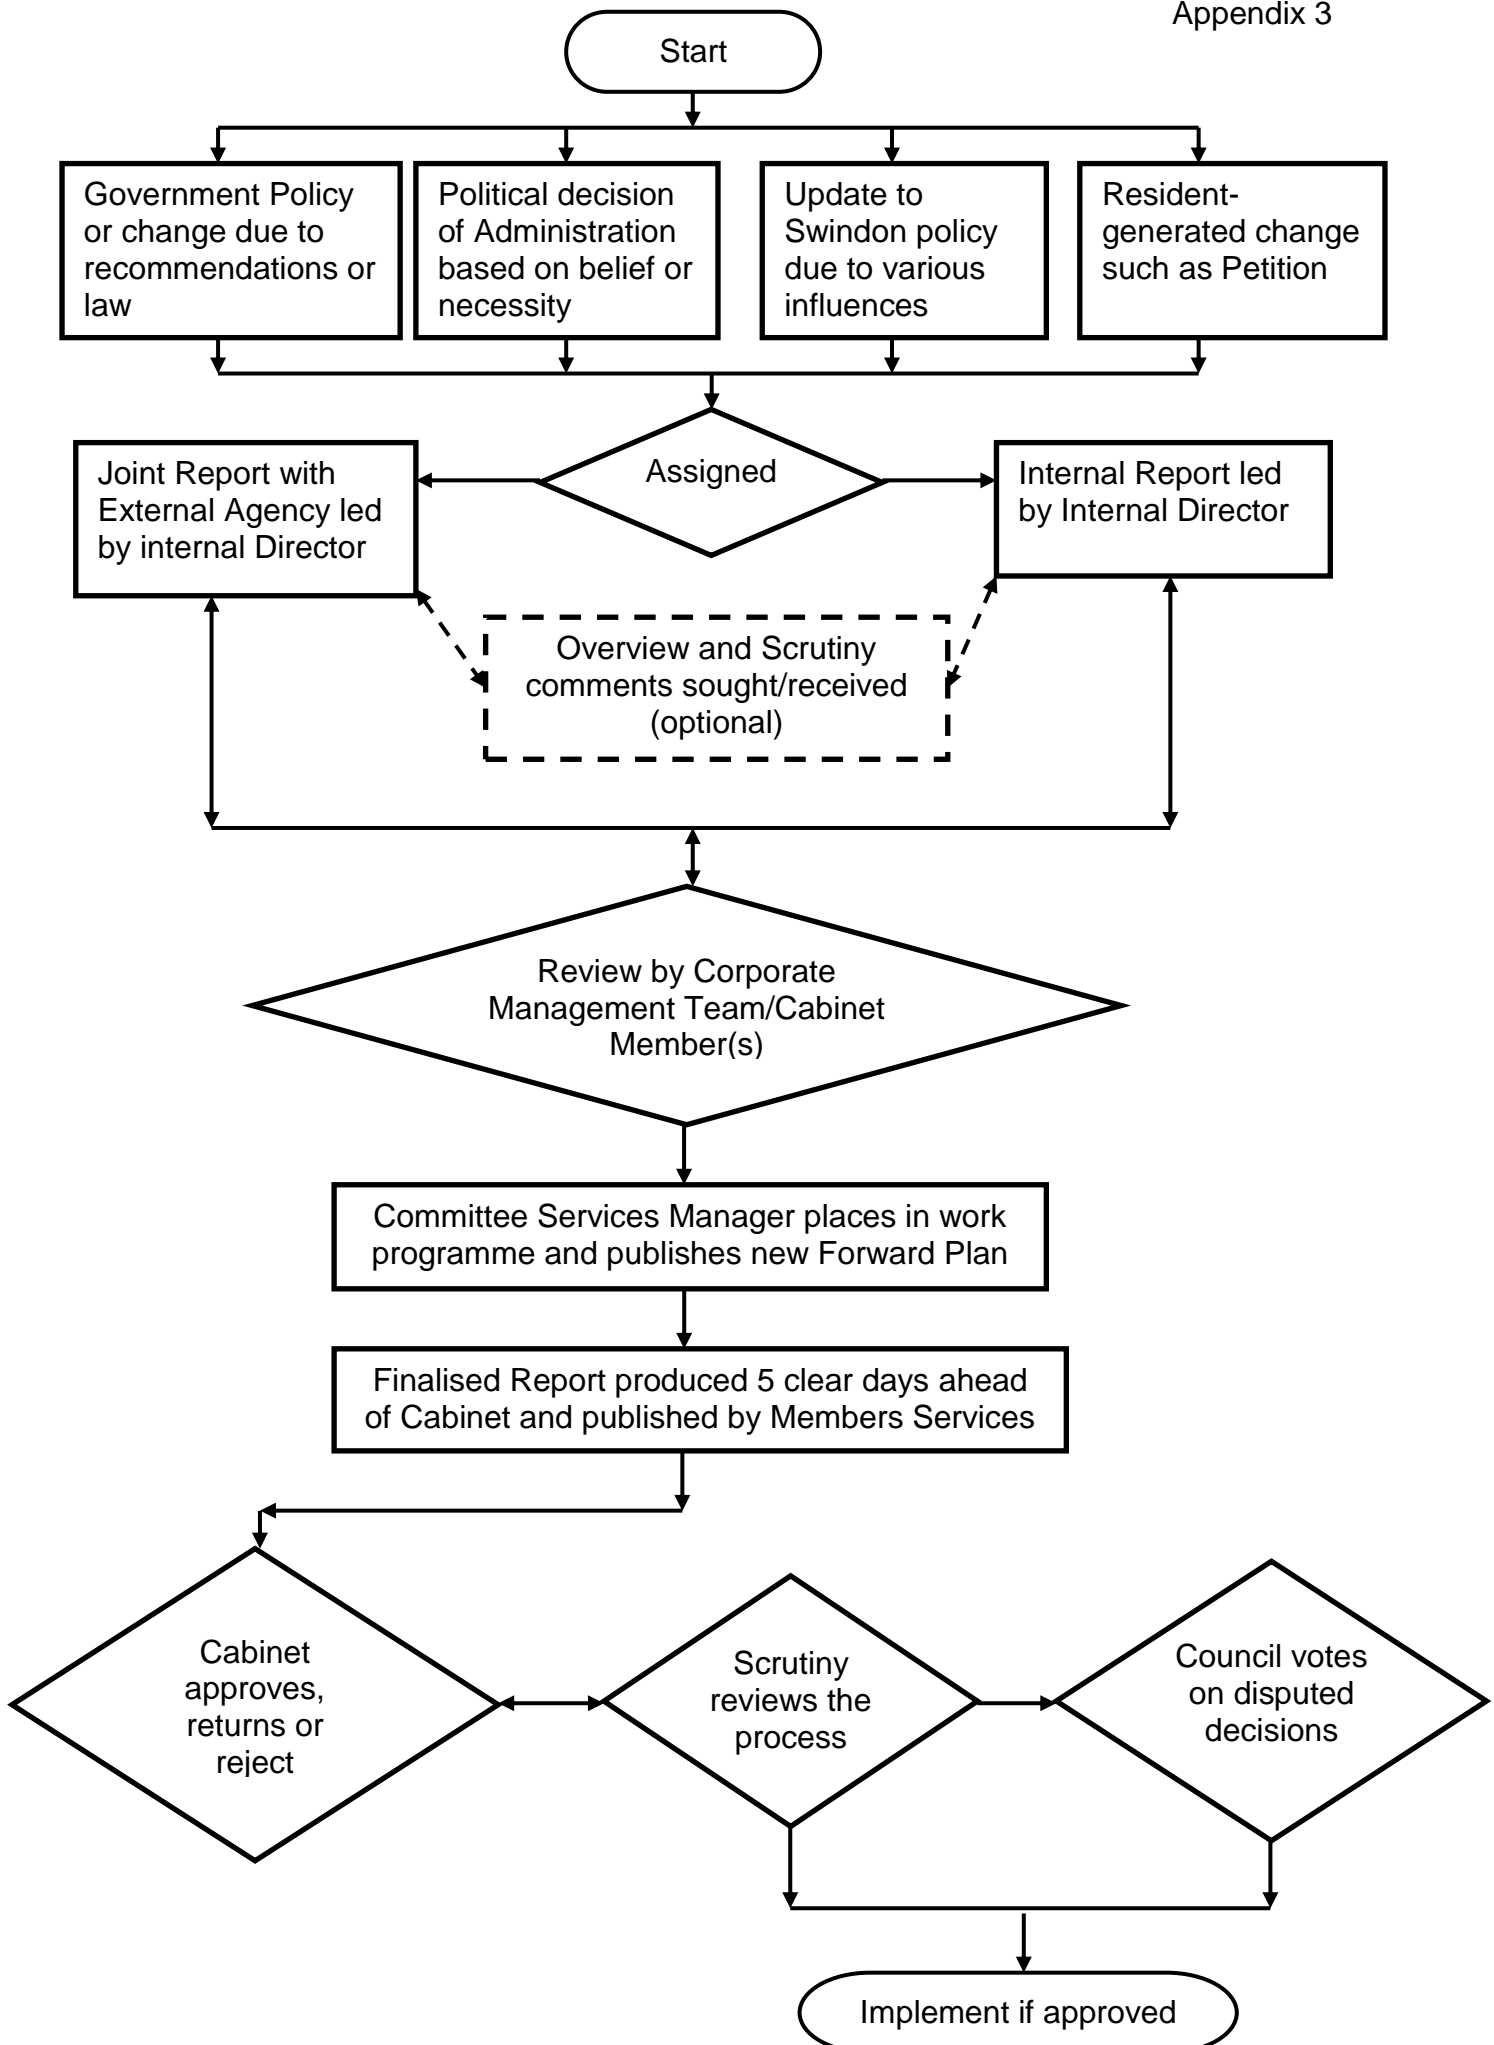 Appendix 3
Start
Government Policy
or change due to
recommendations or
law
Political decision
of Administration
based on belief or
necessity
Update to
Swindon policy
due to various
influences
Resident-
generated change
such as Petition
Joint Report with
External Agency led
by internal Director
Assigned
Internal Report led
by Internal Director
Overview and Scrutiny
comments sought/received
(optional)
Review by Corporate
Management Team/Cabinet
Member(s)
Committee Services Manager places in work
programme and publishes new Forward Plan
Finalised Report produced 5 clear days ahead
of Cabinet and published by Members Services
Cabinet
approves,
returns or
reject
Scrutiny
reviews the
process
Council votes
on disputed
decisions
Implement if approved